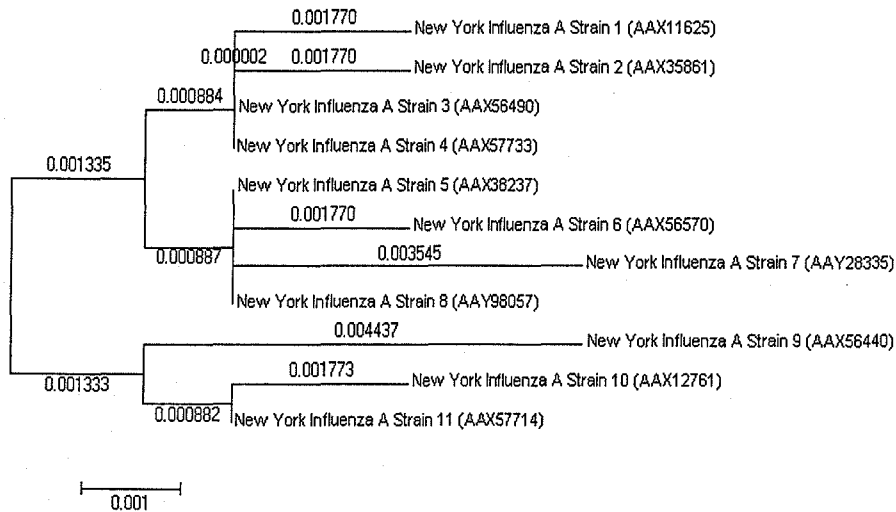 0.001770
New York Influenza A Strain 1 (AAX11625)
0.000002
0.001770
New York Influenza A Strain 2 (AAX35861)
0.000884
New York Influenza A Strain 3 (AAX56490)
New York Influenza A Strain 4 (AAX57733)
0.001335
New York Influenza A Strain 5 (AAX38237)
0.001770
New York Influenza A Strain 6 (AAX56570)
0.000887
0.003545
New York Influenza A Strain 7 (AAY28335)
New York Influenza A Strain 8 (AAY98057)
0.004437
New York Influenza A Strain 9 (AAX56440)
0.001333
0.001773
New York Influenza A Strain 10 (AAX12761)
0.000882
New York Influenza A Strain 11 (AAX57714)
0.001